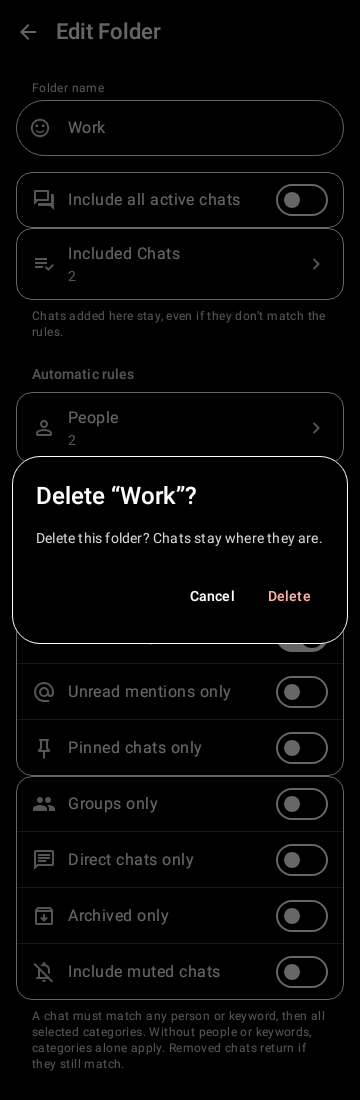 Edit Folder
Folder name
Work
Include all active chats
Included Chats
2
Chats added here stay, even if they don’t match the
rules.
Automatic rules
People
2
Delete “Work”?
Delete this folder? Chats stay where they are.
Cancel
Delete
Unread mentions only
Pinned chats only
Groups only
Direct chats only
Archived only
Include muted chats
A chat must match any person or keyword, then all
selected categories. Without people or keywords,
categories alone apply. Removed chats return if
they still match.